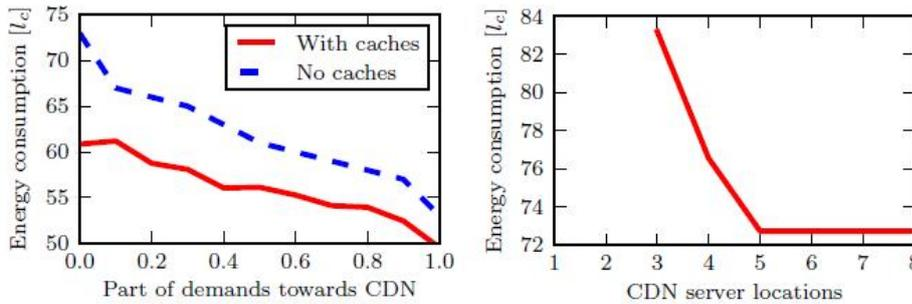 75
70
65
60
55
50
Energy consumption [l_c]
With caches
No caches
0.0 0.2 0.4 0.6 0.8 1.0
Part of demands towards CDN
84
82
80
78
76
74
72
Energy consumption [l_c]
1 2 3 4 5 6 7 8
CDN server locations